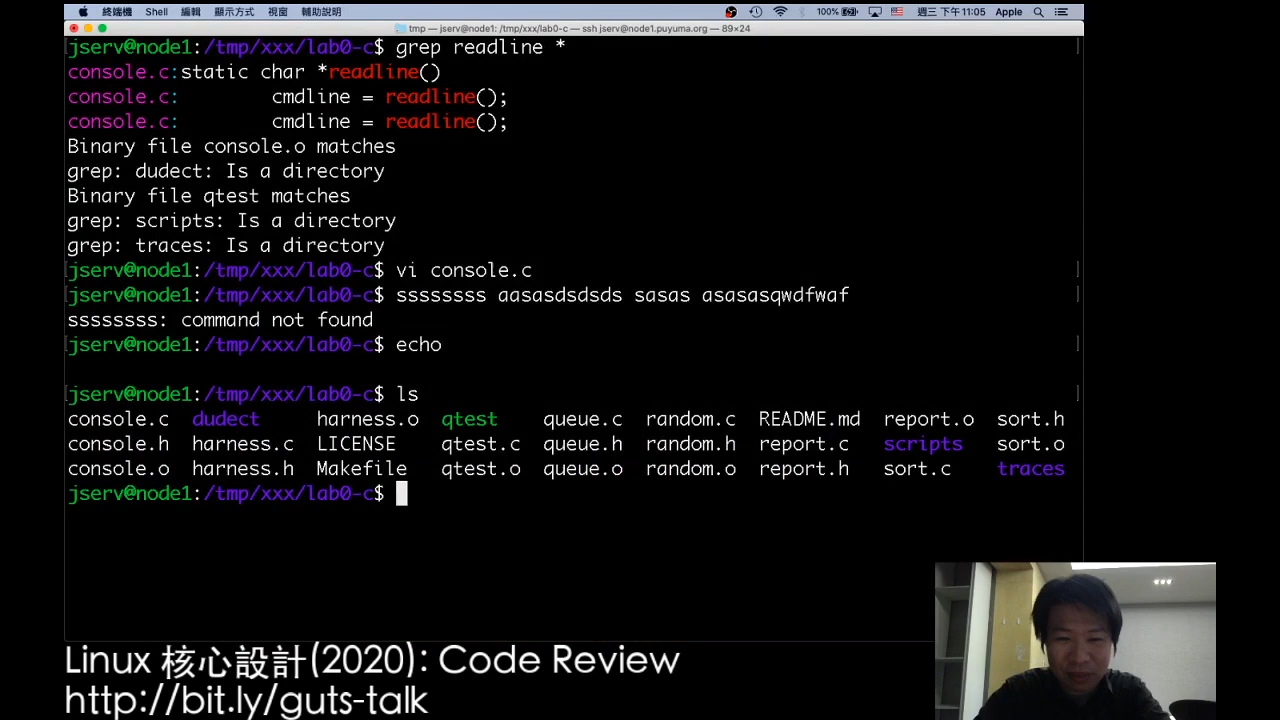 終端機 Shell 編輯 顯示方式 視窗 輔助說明 100% 週三下午11:05 Apple
tmp — jserv@node1: /tmp/xxx/lab0-c — ssh jserv@node1.puyuma.org — 89×24
jserv@node1:/tmp/xxx/lab0-c$ grep readline *
console.c:static char *readline()
console.c:        cmdline = readline();
console.c:        cmdline = readline();
Binary file console.o matches
grep: dudect: Is a directory
Binary file qtest matches
grep: scripts: Is a directory
grep: traces: Is a directory
jserv@node1:/tmp/xxx/lab0-c$ vi console.c
jserv@node1:/tmp/xxx/lab0-c$ ssssssss aasasdsdsds sasas asasasqwdfwaf
ssssssss: command not found
jserv@node1:/tmp/xxx/lab0-c$ echo
jserv@node1:/tmp/xxx/lab0-c$ ls
console.c dudect harness.o qtest queue.c random.c README.md report.o sort.h
console.h harness.c LICENSE qtest.c queue.h random.h report.c scripts sort.o
console.o harness.h Makefile qtest.o queue.o random.o report.h sort.c traces
jserv@node1:/tmp/xxx/lab0-c$
Linux 核心設計(2020): Code Review
http://bit.ly/guts-talk